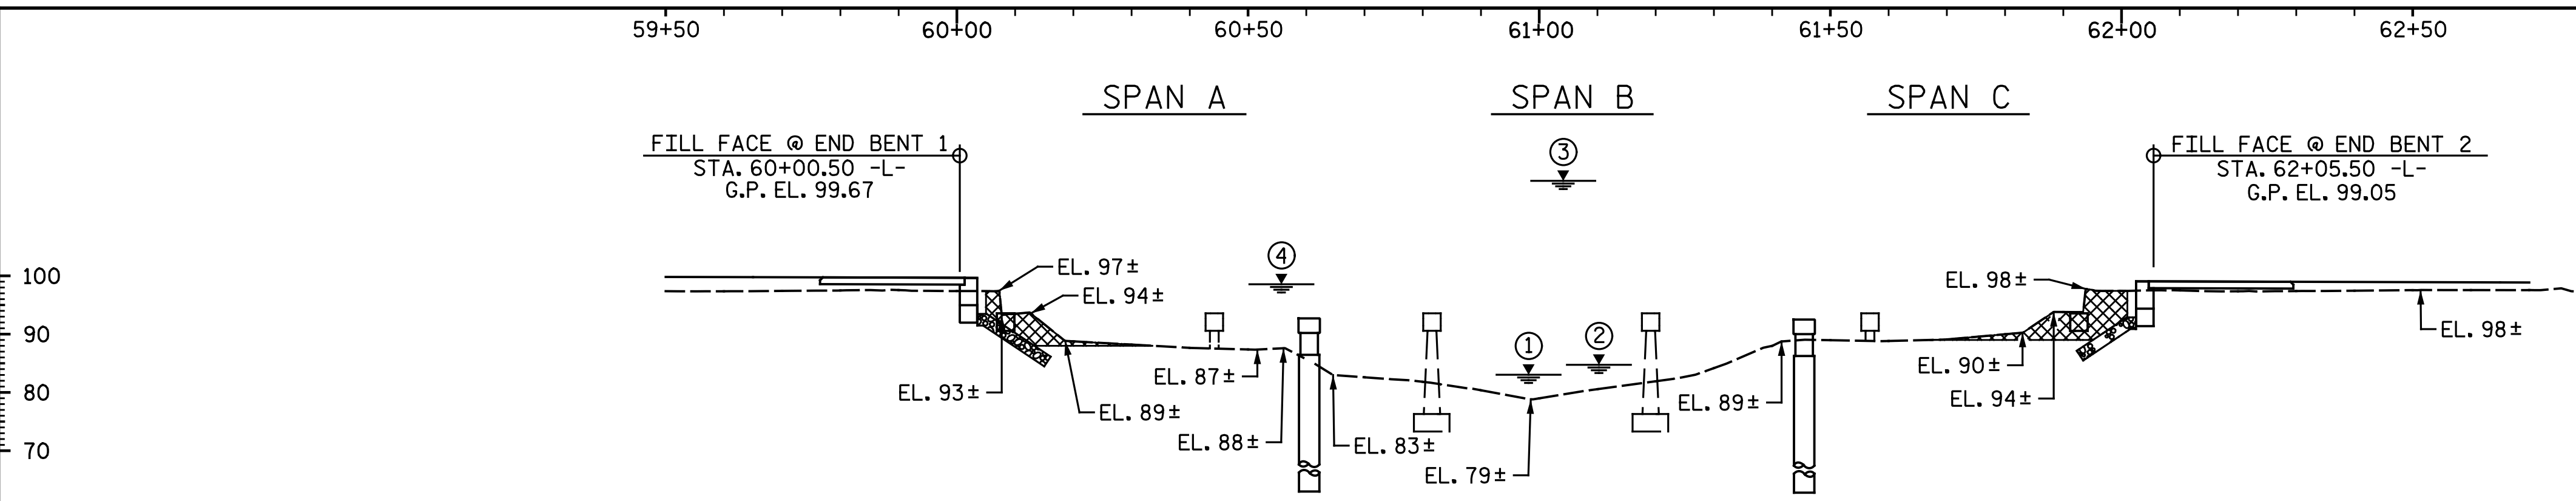 59+50 60+00 60+50 61+00 61+50 62+00 62+50
SPAN A SPAN B SPAN C
FILL FACE @ END BENT 1
STA. 60+00.50 -L-
G.P. EL. 99.67
3
FILL FACE @ END BENT 2
STA. 62+05.50 -L-
G.P. EL. 99.05
4
100
EL. 97±
EL. 94±
EL. 98±
90
EL. 98±
1
2
EL. 87±
EL. 90±
80
EL. 93±
EL. 89±
EL. 89±
EL. 94±
70
EL. 88±
EL. 83±
EL. 79±